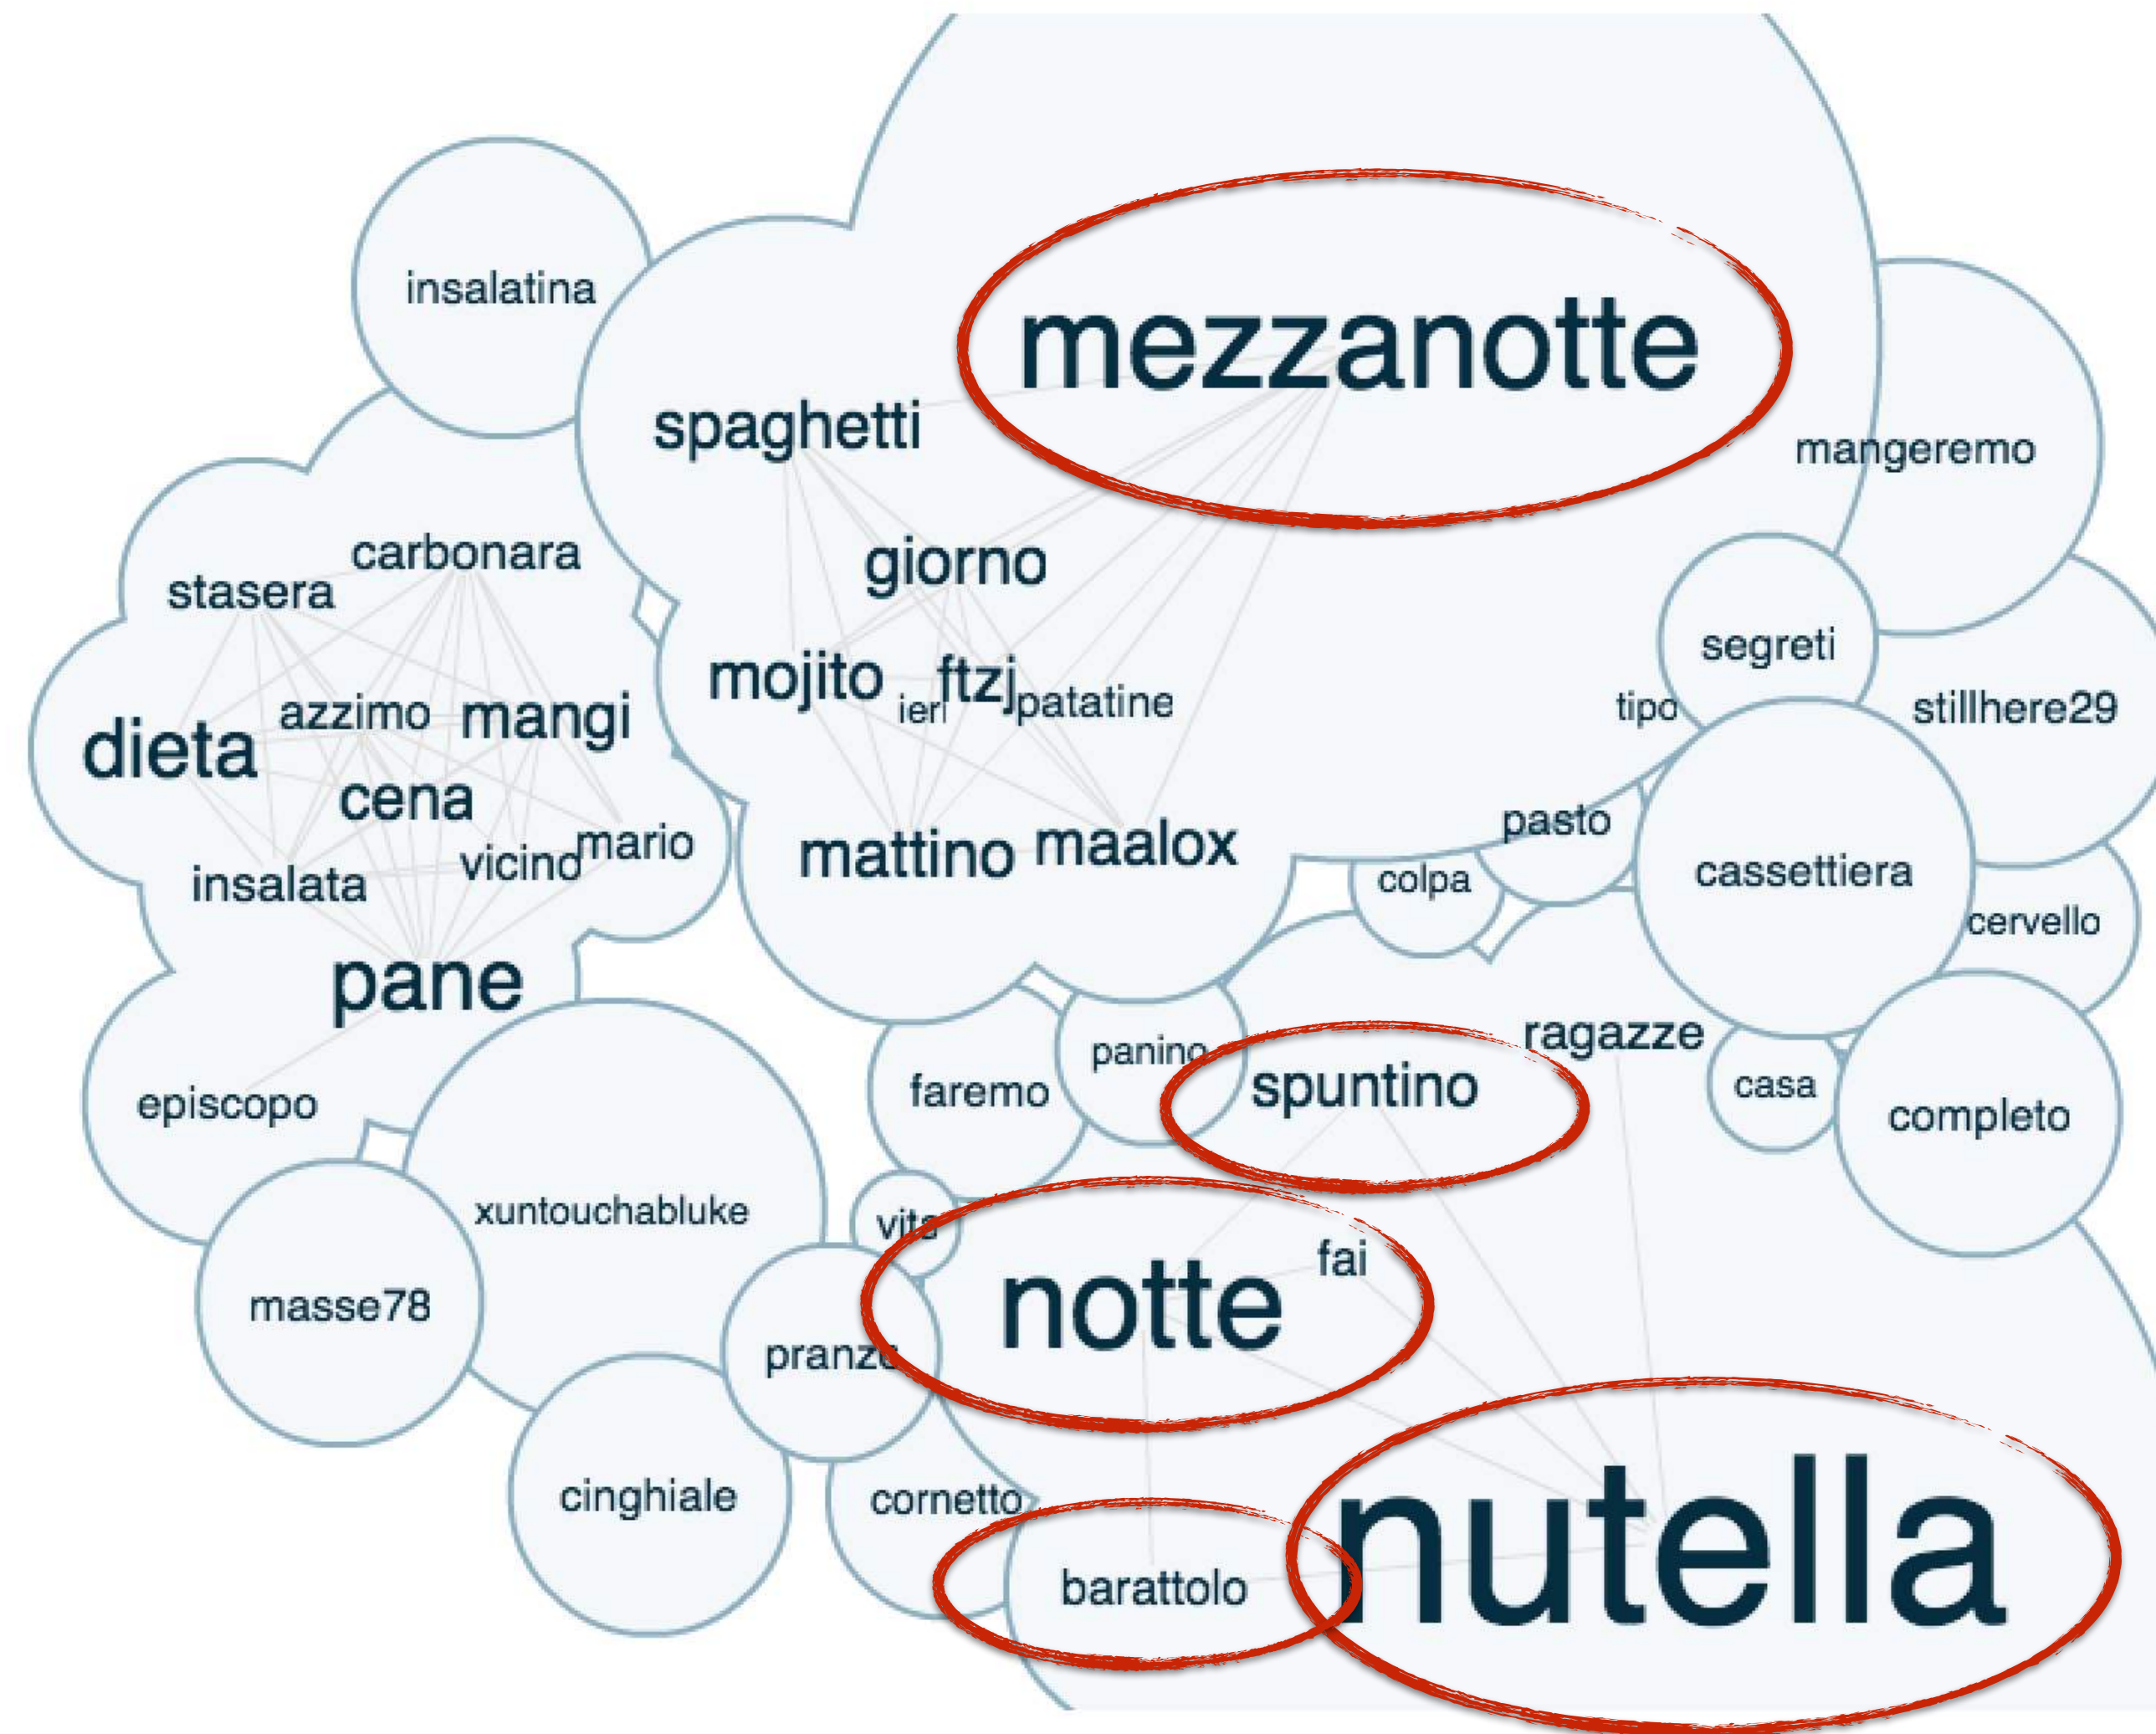 insalatina
mezzanotte
spaghetti
mangeremo
carbonara
giorno
stasera
segreti
mojito
ieri
ftzj
patatine
tipo
stillhere29
azzimo
mangi
dieta
cena
pasto
mario
vicino
mattino
maalox
insalata
colpa
cassettiera
cervello
pane
ragazze
panino
spuntino
faremo
casa
episcopo
completo
xuntouchabluke
vita
fai
notte
masse78
pranzo
cinghiale
cornetto
nutella
barattolo